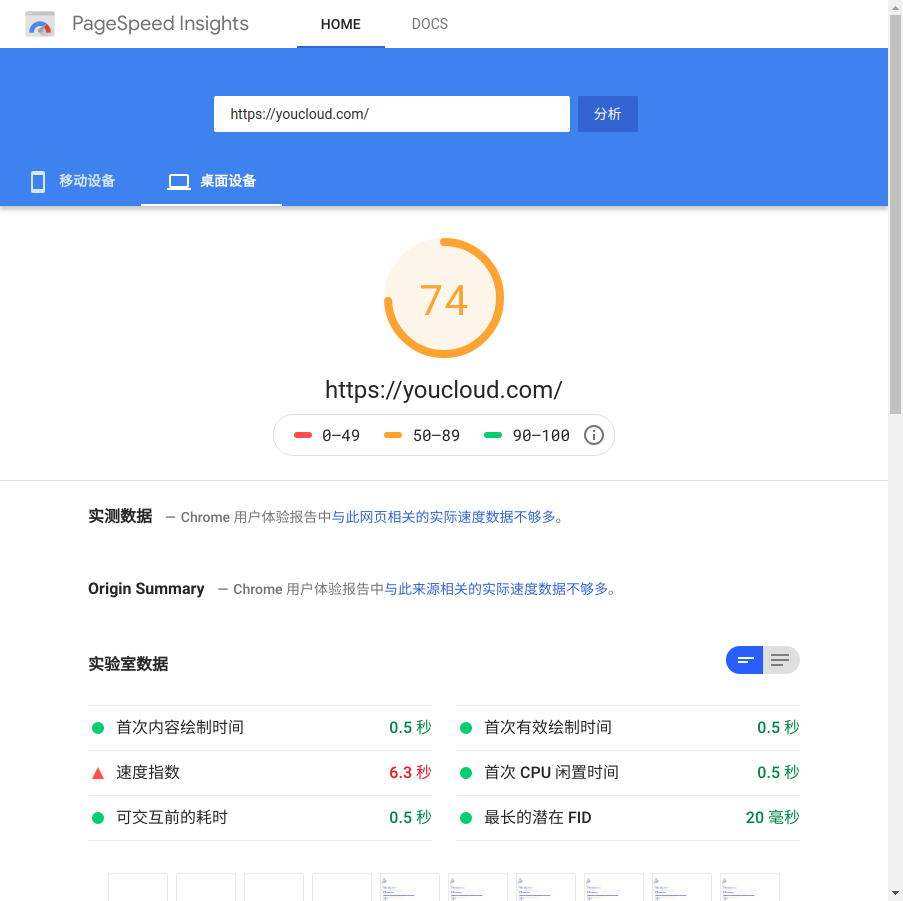 PageSpeed Insights HOME DOCS
https://youcloud.com/ 分析
移动设备 桌面设备
74
https://youcloud.com/
0–49 50–89 90–100
实测数据 — Chrome 用户体验报告中与此网页相关的实际速度数据不够多。
Origin Summary — Chrome 用户体验报告中与此来源相关的实际速度数据不够多。
实验室数据
首次内容绘制时间 0.5 秒 首次有效绘制时间 0.5 秒
速度指数 6.3 秒 首次 CPU 闲置时间 0.5 秒
可交互前的耗时 0.5 秒 最长的潜在 FID 20 毫秒